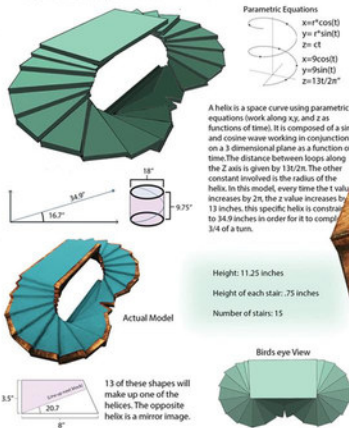 Parametric Equations
x=r*cos(t)
y= r*sin(t)
z= ct
x=9cos(t)
y=9sin(t)
z=13t/2π"
A helix is a space curve using parametric
equations (work along x,y, and z as
functions of time). It is composed of a sin
and cosine wave working in conjunction
on a 3-dimensional plane as a function of
time.The distance between loops along
the Z axis is given by 13t/2π. The other
constant involved is the radius of the
helix. In this model, every time the t valu
increases by 2π, the z value increases by
13 inches. this specific helix is constrai
to 34.9 inches in order for it to compl
3/4 of a turn.
34.9"
16.7"
18"
9.75"
Actual Model
Height: 11.25 inches
Height of each stair: .75 inches
Number of stairs: 15
Birds eye View
3.5"
20.7
8"
13 of these shapes will
make up one of the
helices. The opposite
helix is a mirror image.